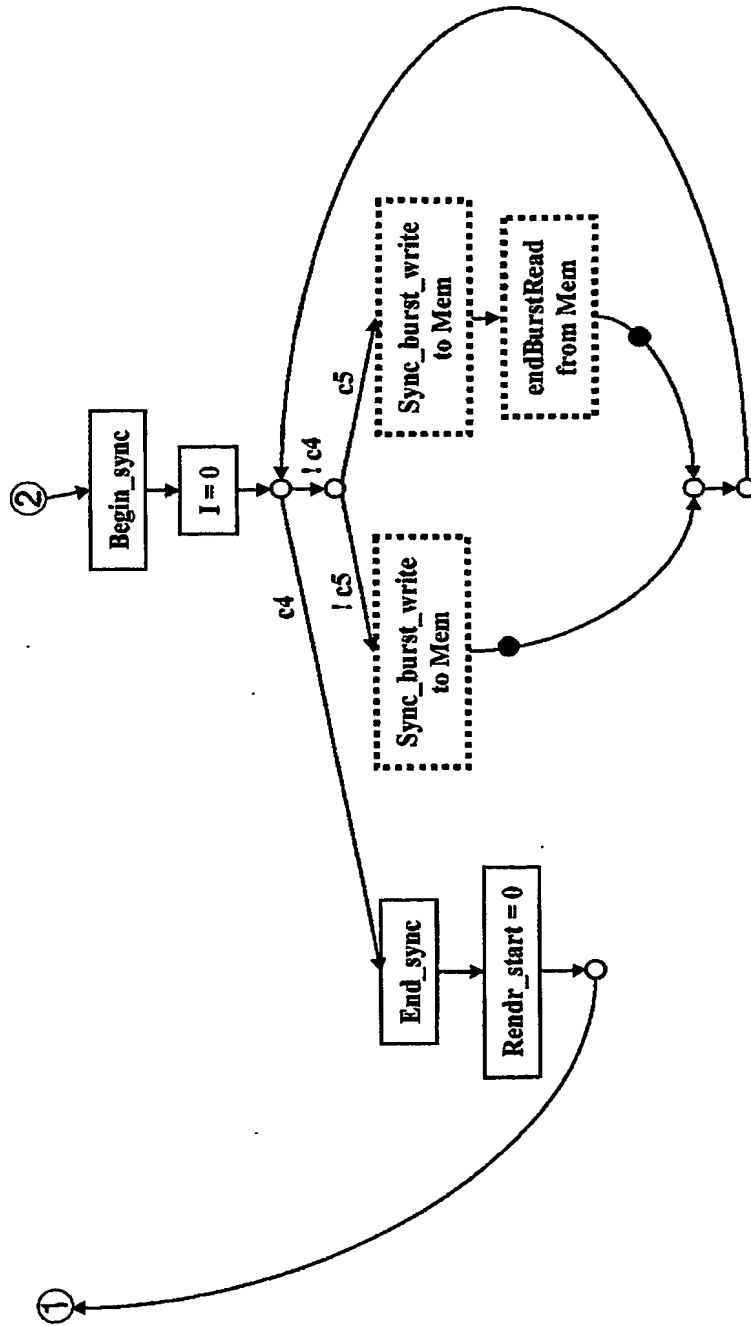 ②
Begin_sync
I = 0
c4
! c4
! c5
c5
Sync_burst_write
to Mem
Sync_burst_write
to Mem
endBurstRead
from Mem
End_sync
Rendr_start = 0
①